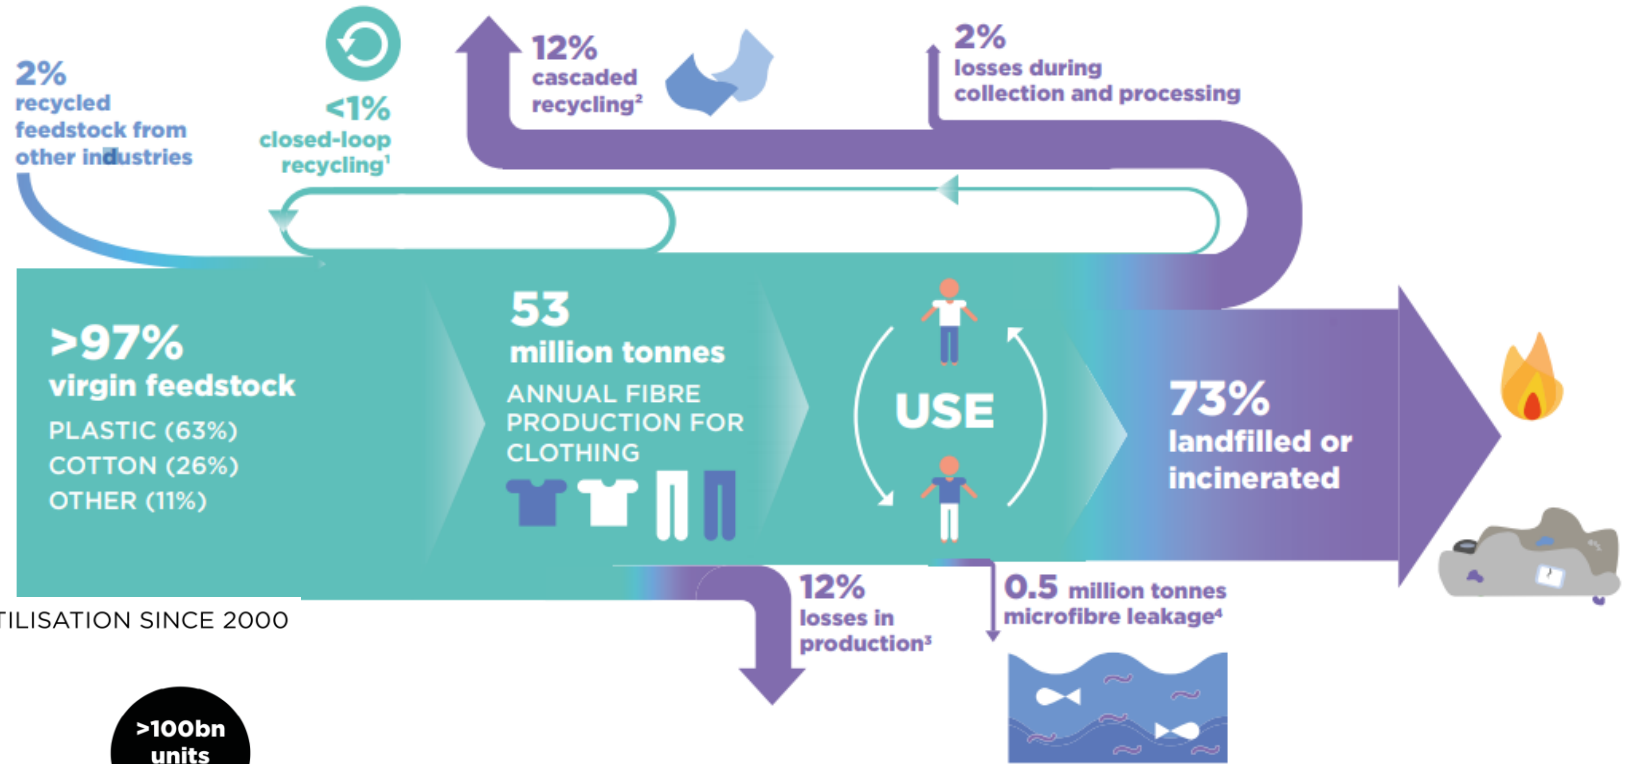 2%
recycled
feedstock from
other industries
<1%
closed-loop
recycling¹
12%
cascaded
recycling²
2%
losses during
collection and processing
>97%
virgin feedstock
PLASTIC (63%)
COTTON (26%)
OTHER (11%)
53
million tonnes
ANNUAL FIBRE
PRODUCTION FOR
CLOTHING
USE
73%
landfilled or
incinerated
12%
losses in
production³
0.5 million tonnes
microfibre leakage⁴
TILISATION SINCE 2000
>100bn
units